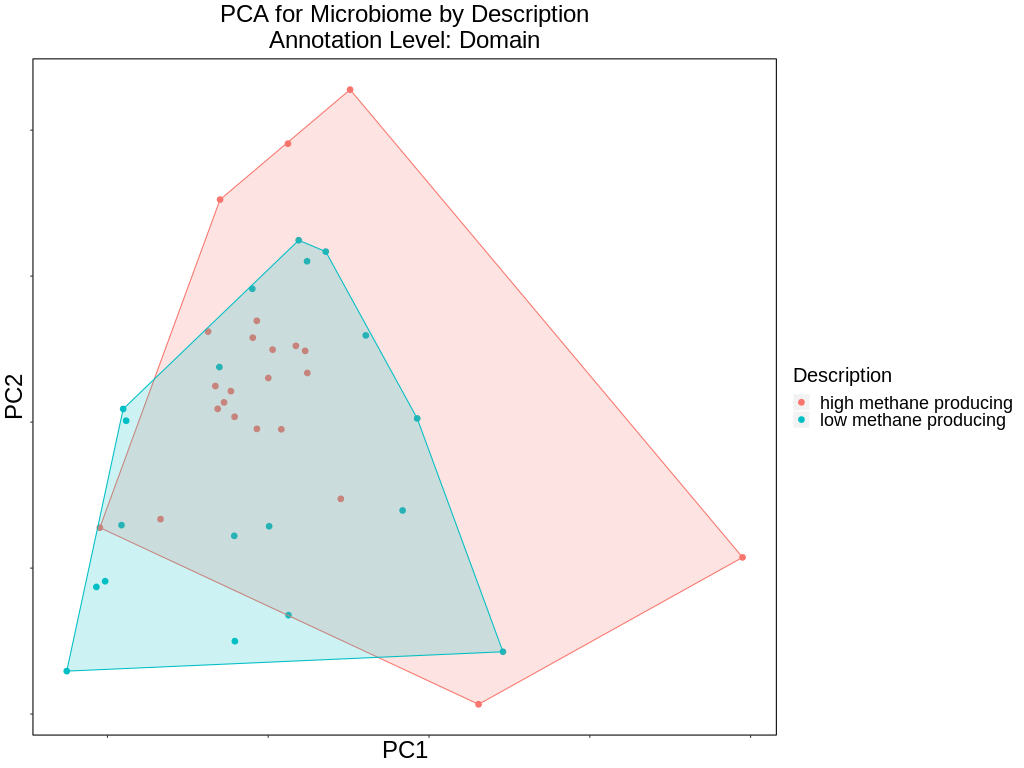 PCA for Microbiome by Description
Annotation Level: Domain
PC2
PC1
Description
high methane producing
low methane producing